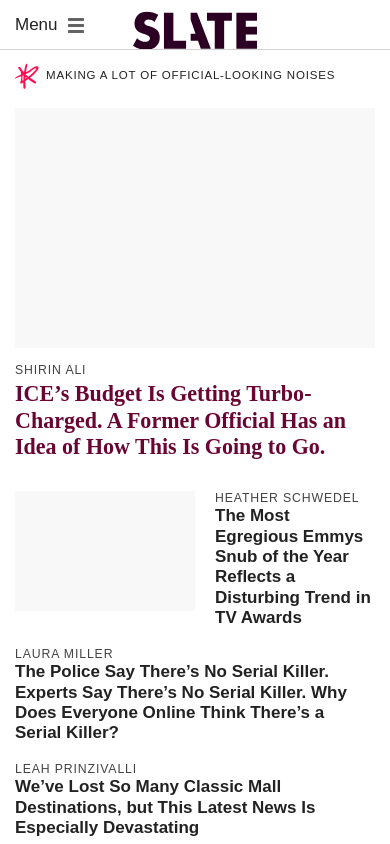 Menu
SLATE
MAKING A LOT OF OFFICIAL-LOOKING NOISES
SHIRIN ALI
ICE’s Budget Is Getting Turbo-
Charged. A Former Official Has an
Idea of How This Is Going to Go.
HEATHER SCHWEDEL
The Most
Egregious Emmys
Snub of the Year
Reflects a
Disturbing Trend in
TV Awards
LAURA MILLER
The Police Say There’s No Serial Killer.
Experts Say There’s No Serial Killer. Why
Does Everyone Online Think There’s a
Serial Killer?
LEAH PRINZIVALLI
We’ve Lost So Many Classic Mall
Destinations, but This Latest News Is
Especially Devastating